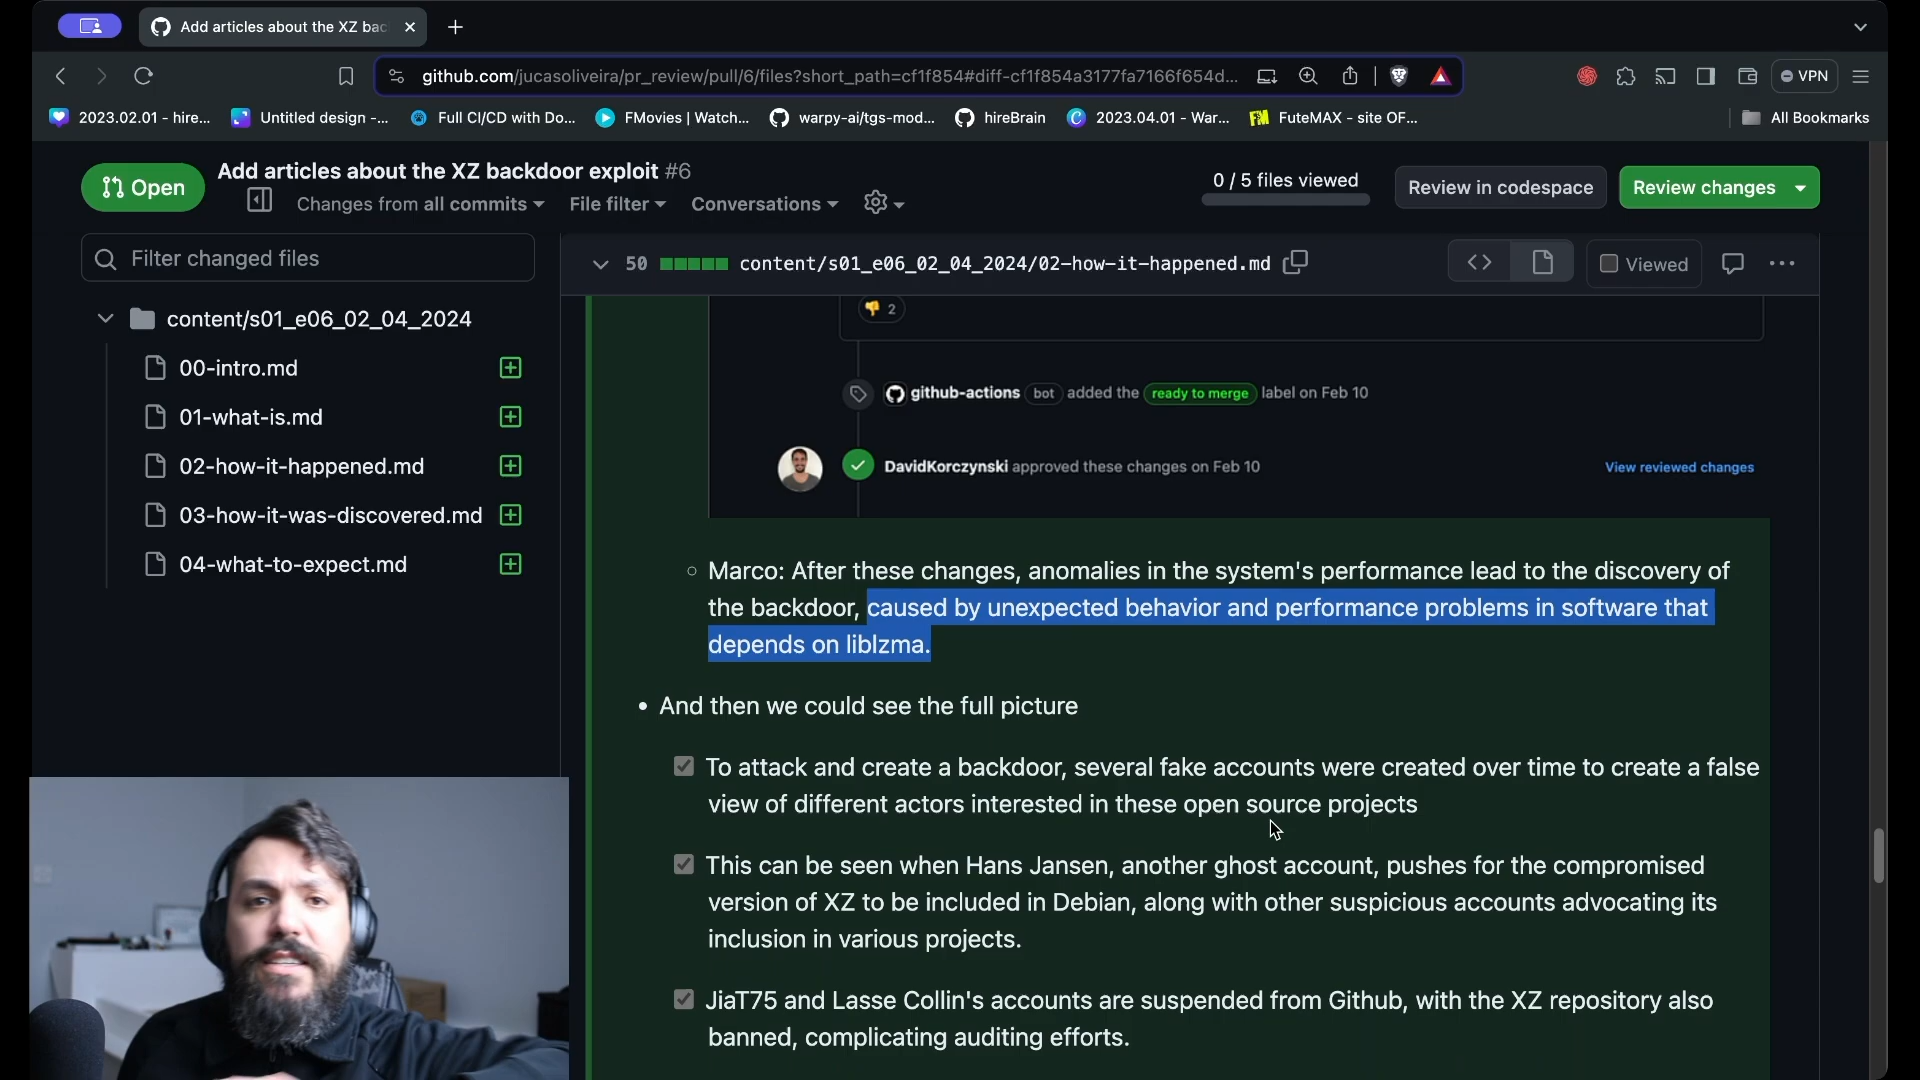 Add articles about the XZ bac
github.com/jucasoliveira/pr_review/pull/6/files?short_path=cf1f854#diff-cf1f854a3177fa7166f654d...
VPN
2023.02.01 - hire...
Untitled design -...
Full CI/CD with Do...
FMovies | Watch...
warpy-ai/tgs-mod...
hireBrain
2023.04.01 - War...
FuteMAX - site OF...
All Bookmarks
Open
Add articles about the XZ backdoor exploit #6
Changes from all commits
File filter
Conversations
0 / 5 files viewed
Review in codespace
Review changes
Filter changed files
content/s01_e06_02_04_2024
00-intro.md
01-what-is.md
02-how-it-happened.md
03-how-it-was-discovered.md
04-what-to-expect.md
50
content/s01_e06_02_04_2024/02-how-it-happened.md
Viewed
2
github-actions bot added the ready to merge label on Feb 10
DavidKorczynski approved these changes on Feb 10
View reviewed changes
Marco: After these changes, anomalies in the system's performance lead to the discovery of
the backdoor, caused by unexpected behavior and performance problems in software that
depends on liblzma.
And then we could see the full picture
To attack and create a backdoor, several fake accounts were created over time to create a false
view of different actors interested in these open source projects
This can be seen when Hans Jansen, another ghost account, pushes for the compromised
version of XZ to be included in Debian, along with other suspicious accounts advocating its
inclusion in various projects.
JiaT75 and Lasse Collin's accounts are suspended from Github, with the XZ repository also
banned, complicating auditing efforts.